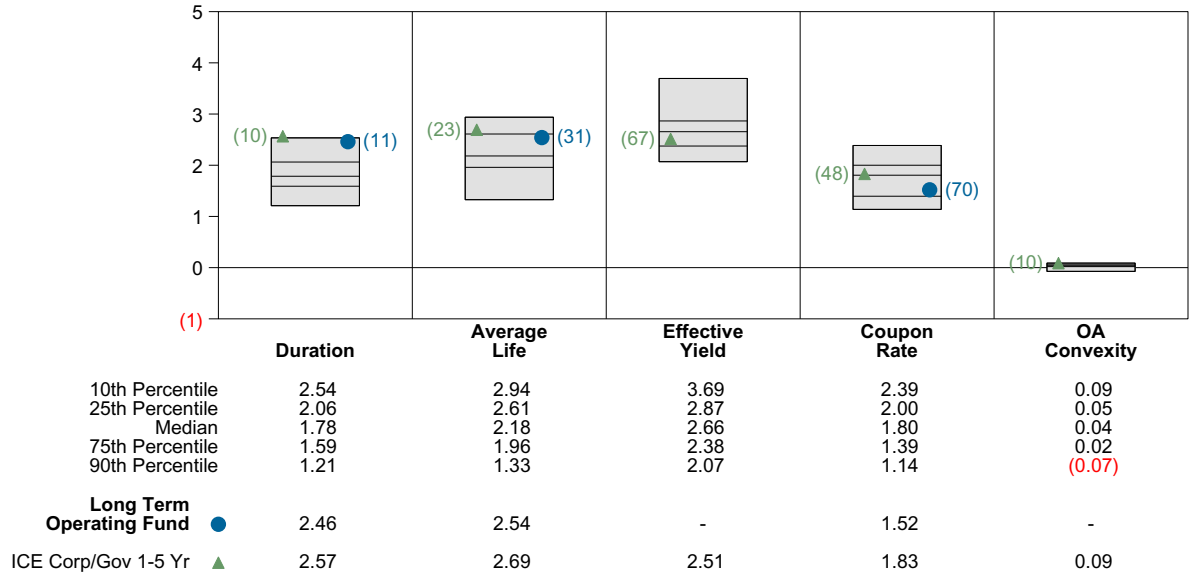 5
4
3
2
1
0
(1)
(10) (11)
(23) (31)
(67)
(48) (70)
(10)
Duration Average Life Effective Yield Coupon Rate OA Convexity
10th Percentile 2.54 2.94 3.69 2.39 0.09
25th Percentile 2.06 2.61 2.87 2.00 0.05
Median 1.78 2.18 2.66 1.80 0.04
75th Percentile 1.59 1.96 2.38 1.39 0.02
90th Percentile 1.21 1.33 2.07 1.14 (0.07)
Long Term
Operating Fund 2.46 2.54 - 1.52 -
ICE Corp/Gov 1-5 Yr 2.57 2.69 2.51 1.83 0.09